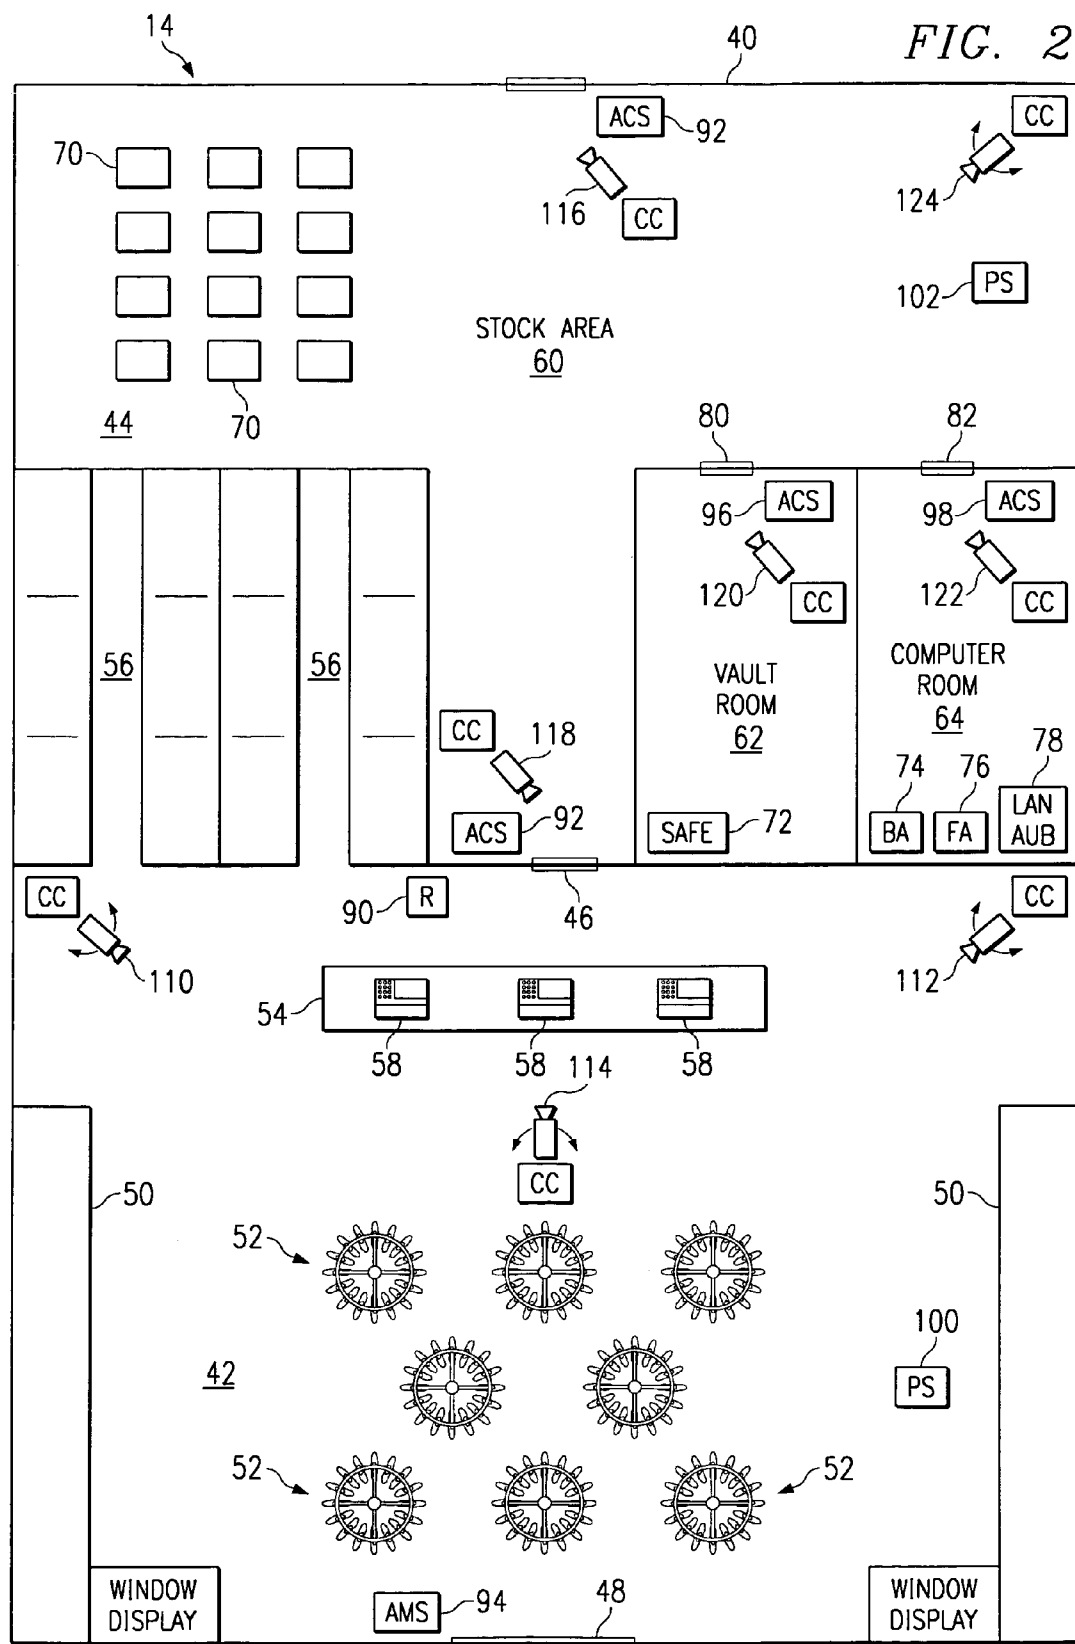 FIG. 2
14
40
ACS
92
CC
70
116
CC
124
102
PS
STOCK AREA
60
44
70
80
82
96
ACS
98
ACS
120
CC
122
CC
56
56
VAULT
ROOM
62
COMPUTER
ROOM
64
CC
118
74
76
78
ACS
92
SAFE
72
BA
FA
LAN
AUB
CC
90
R
46
CC
110
112
54
58
58
58
114
CC
50
50
52
100
42
PS
52
52
WINDOW
DISPLAY
AMS
94
48
WINDOW
DISPLAY